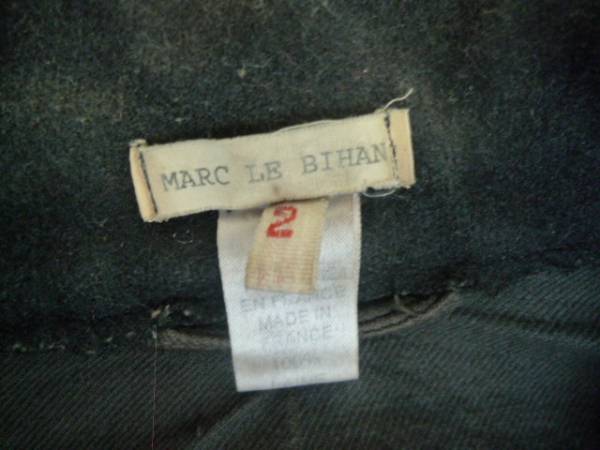 MARC LE BIHAN
2
EN FRANCE
MADE IN
FRANCE
100%